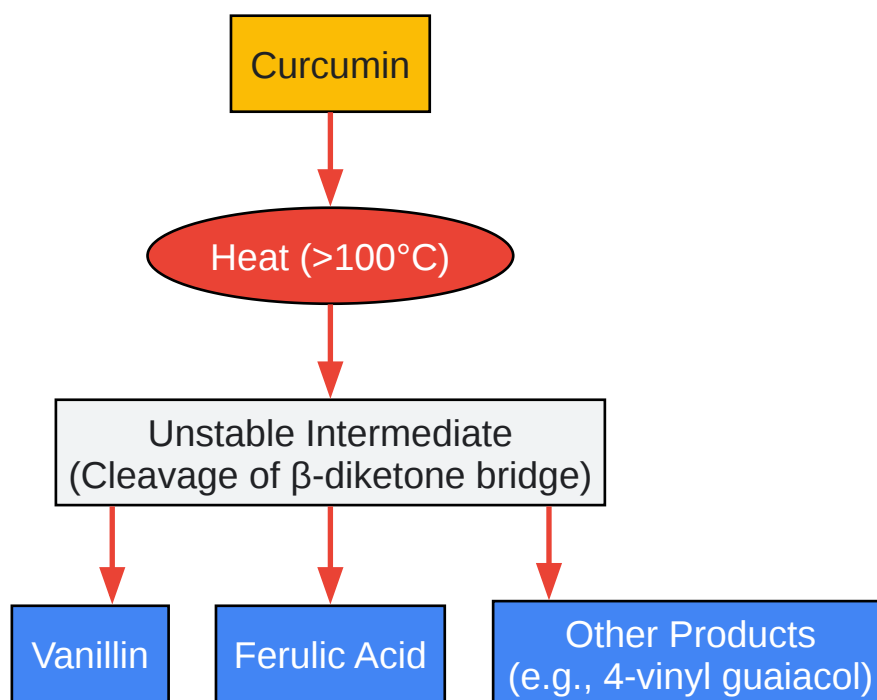 Curcumin
Heat (>100°C)
Unstable Intermediate
(Cleavage of β-diketone bridge)
Vanillin
Ferulic Acid
Other Products
(e.g., 4-vinyl guaiacol)